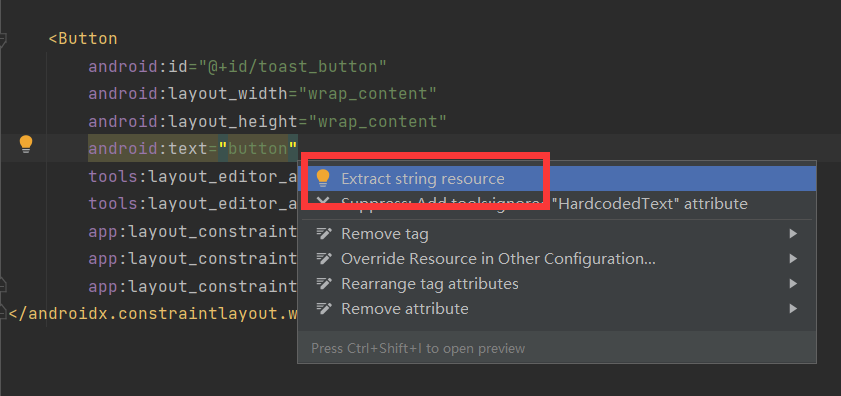 <Button
android:id="@+id/toast_button"
android:layout_width="wrap_content"
android:layout_height="wrap_content"
android:text="button"
tools:layout_editor_a
tools:layout_editor_a
app:layout_constraint
app:layout_constraint
app:layout_constraint
</androidx.constraintlayout.w
Extract string resource
Suppress: Add tools:ignore="HardcodedText" attribute
Remove tag
Override Resource in Other Configuration...
Rearrange tag attributes
Remove attribute
Press Ctrl+Shift+I to open preview